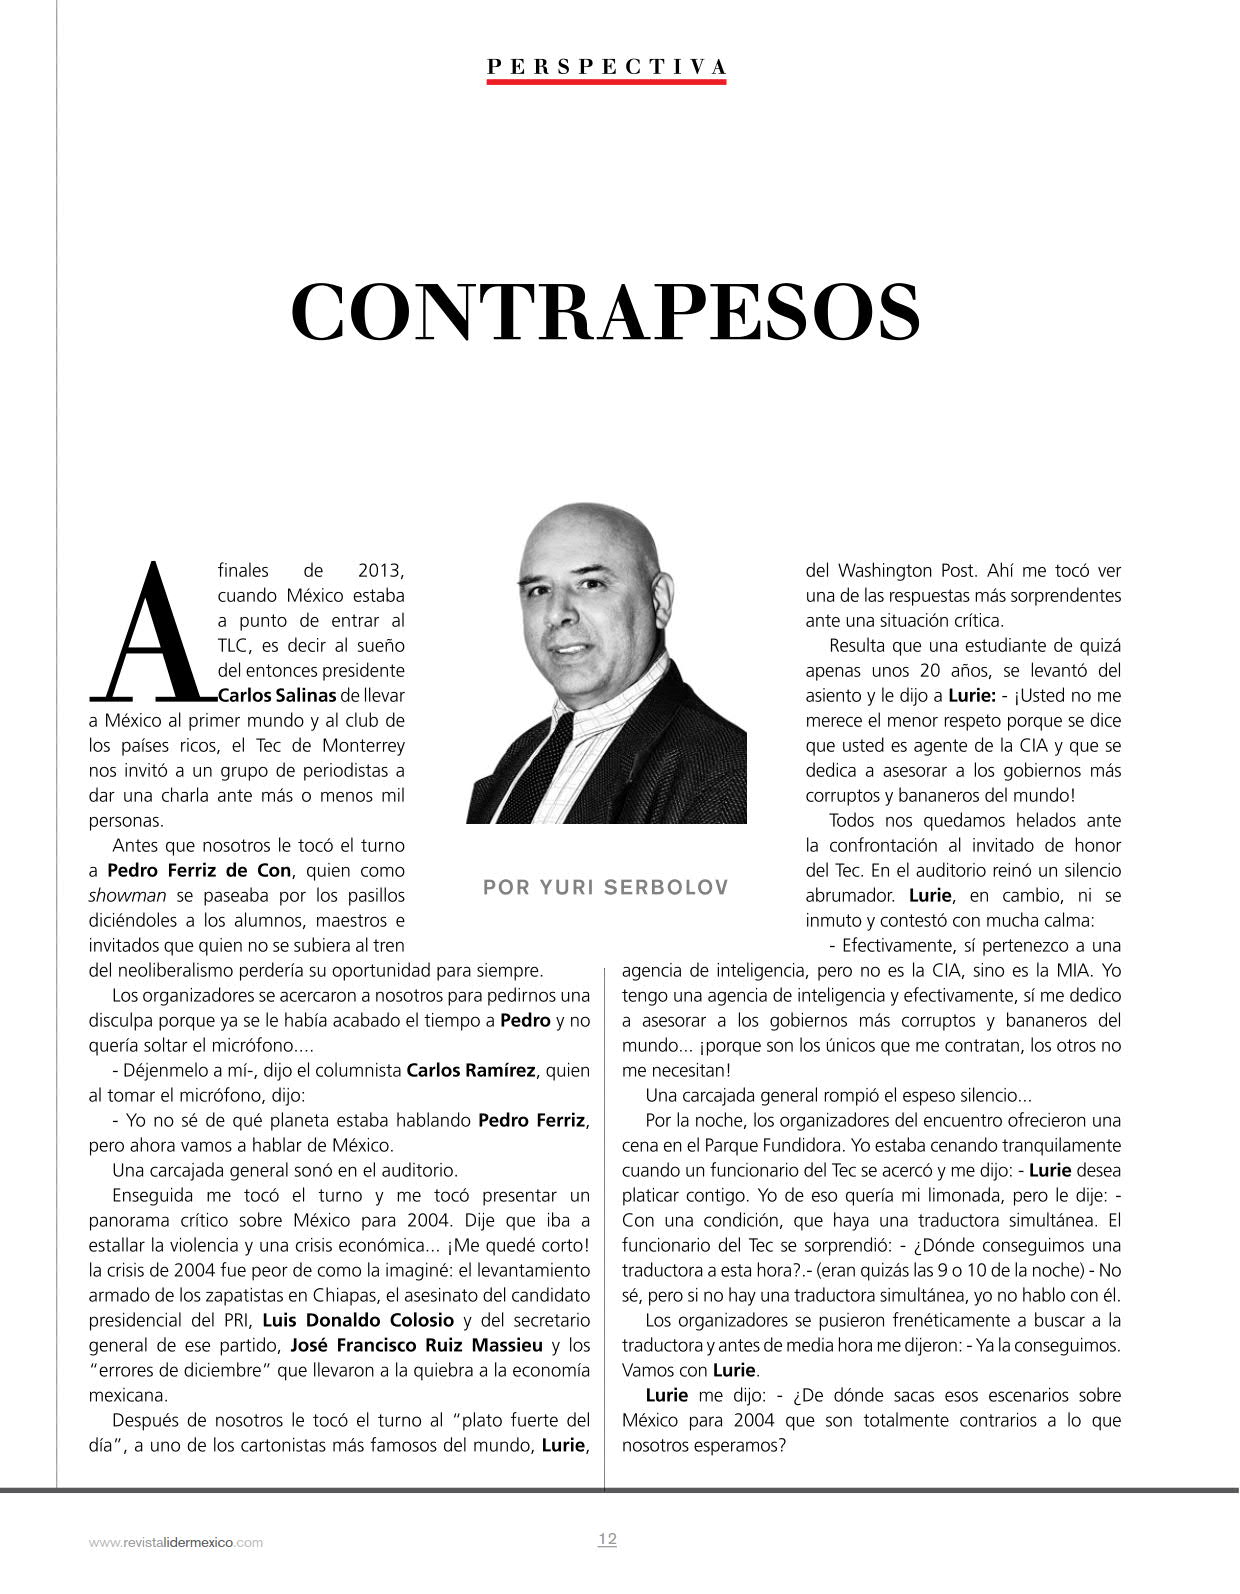 PERSPECTIVA
CONTRAPESOS
A finales de 2013,
cuando México estaba
a punto de entrar al
TLC, es decir al sueño
del entonces presidente
Carlos Salinas de llevar
a México al primer mundo y al club de
los países ricos, el Tec de Monterrey
nos invitó a un grupo de periodistas a
dar una charla ante más o menos mil
personas.
Antes que nosotros le tocó el turno
a Pedro Ferriz de Con, quien como
showman se paseaba por los pasillos
diciéndoles a los alumnos, maestros e
invitados que quien no se subiera al tren
del neoliberalismo perdería su oportunidad para siempre.
Los organizadores se acercaron a nosotros para pedirnos una
disculpa porque ya se le había acabado el tiempo a Pedro y no
quería soltar el micrófono....
- Déjenmelo a mí-, dijo el columnista Carlos Ramírez, quien
al tomar el micrófono, dijo:
- Yo no sé de qué planeta estaba hablando Pedro Ferriz,
pero ahora vamos a hablar de México.
Una carcajada general sonó en el auditorio.
Enseguida me tocó el turno y me tocó presentar un
panorama crítico sobre México para 2004. Dije que iba a
estallar la violencia y una crisis económica... ¡Me quedé corto!
la crisis de 2004 fue peor de como la imaginé: el levantamiento
armado de los zapatistas en Chiapas, el asesinato del candidato
presidencial del PRI, Luis Donaldo Colosio y del secretario
general de ese partido, José Francisco Ruiz Massieu y los
“errores de diciembre” que llevaron a la quiebra a la economía
mexicana.
Después de nosotros le tocó el turno al “plato fuerte del
día”, a uno de los cartonistas más famosos del mundo, Lurie,
POR YURI SERBOLOV
del Washington Post. Ahí me tocó ver
una de las respuestas más sorprendentes
ante una situación crítica.
Resulta que una estudiante de quizá
apenas unos 20 años, se levantó del
asiento y le dijo a Lurie: - ¡Usted no me
merece el menor respeto porque se dice
que usted es agente de la CIA y que se
dedica a asesorar a los gobiernos más
corruptos y bananeros del mundo!
Todos nos quedamos helados ante
la confrontación al invitado de honor
del Tec. En el auditorio reinó un silencio
abrumador. Lurie, en cambio, ni se
inmuto y contestó con mucha calma:
- Efectivamente, sí pertenezco a una
agencia de inteligencia, pero no es la CIA, sino es la MIA. Yo
tengo una agencia de inteligencia y efectivamente, sí me dedico
a asesorar a los gobiernos más corruptos y bananeros del
mundo... ¡porque son los únicos que me contratan, los otros no
me necesitan!
Una carcajada general rompió el espeso silencio...
Por la noche, los organizadores del encuentro ofrecieron una
cena en el Parque Fundidora. Yo estaba cenando tranquilamente
cuando un funcionario del Tec se acercó y me dijo: - Lurie desea
platicar contigo. Yo de eso quería mi limonada, pero le dije: -
Con una condición, que haya una traductora simultánea. El
funcionario del Tec se sorprendió: - ¿Dónde conseguimos una
traductora a esta hora?.- (eran quizás las 9 o 10 de la noche) - No
sé, pero si no hay una traductora simultánea, yo no hablo con él.
Los organizadores se pusieron frenéticamente a buscar a la
traductora y antes de media hora me dijeron: - Ya la conseguimos.
Vamos con Lurie.
Lurie me dijo: - ¿De dónde sacas esos escenarios sobre
México para 2004 que son totalmente contrarios a lo que
nosotros esperamos?
www.revistalidermexico.com
12